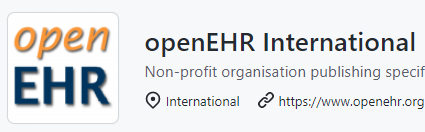 open
EHR
openEHR International
Non-profit organisation publishing specif
International https://www.openehr.org